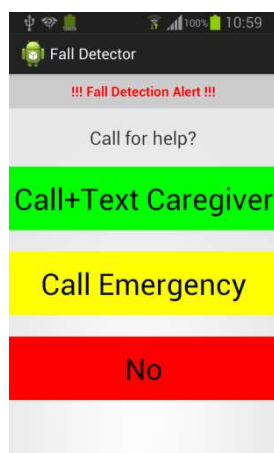 100% 10:59
Fall Detector
!!! Fall Detection Alert !!!
Call for help?
Call+Text Caregiver
Call Emergency
No